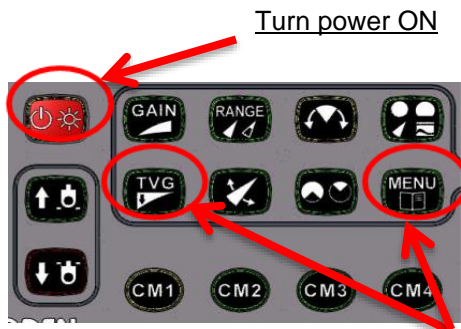 Turn power ON
GAIN
RANGE
TVG
MENU
CM1
CM2
CM3
CM4